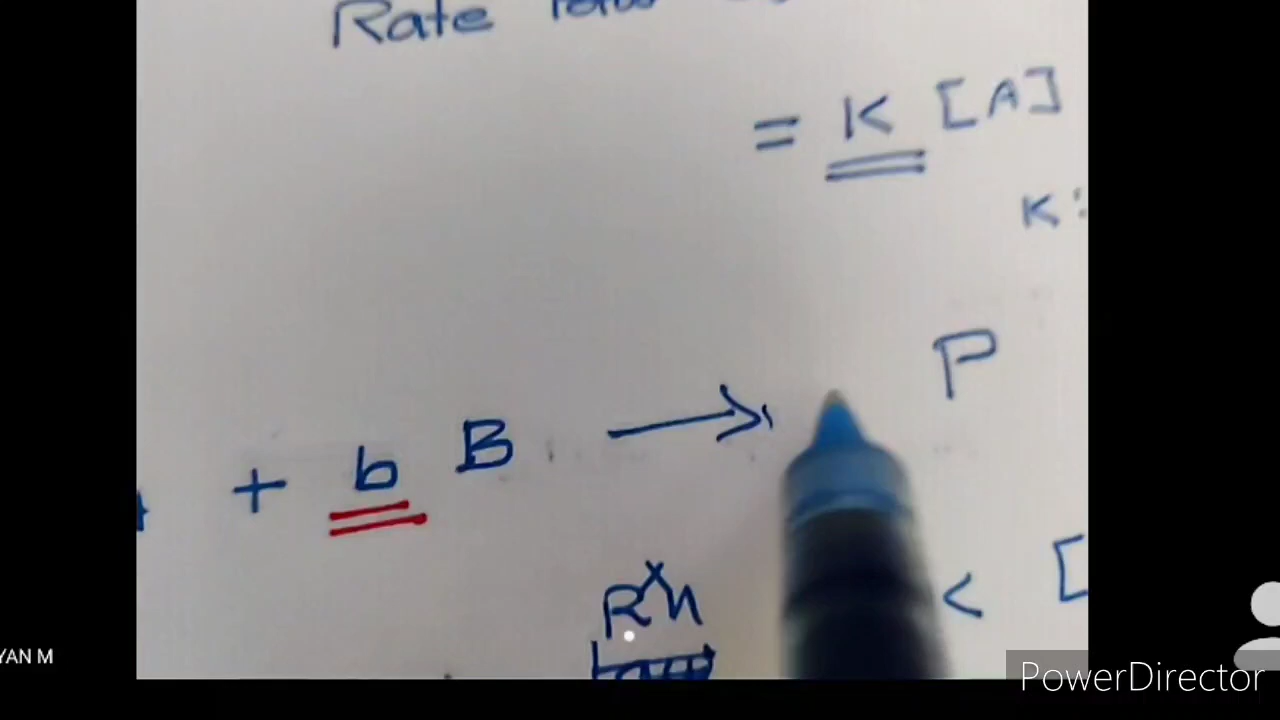 Rate
= K [A]
K:
P
+ b B →
Rxn
< [
YAN M
PowerDirector